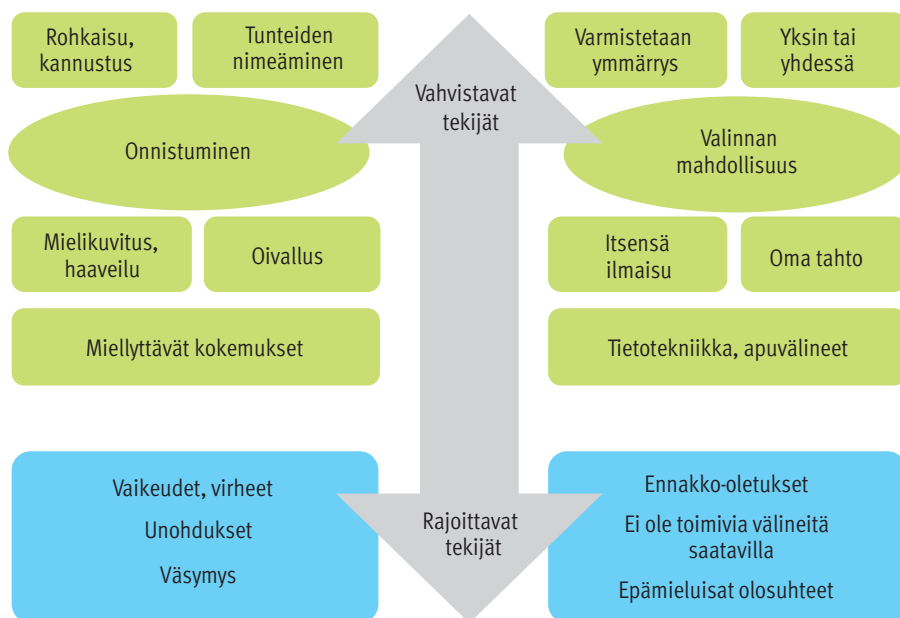 Rohkaisu,
kannustus
Tunteiden
nimeäminen
Onnistuminen
Mielikuvitus,
haaveilu
Oivallus
Miellyttävät kokemukset
Vahvistavat
tekijät
Varmistetaan
ymmärrys
Yksin tai
yhdessä
Valinnan
mahdollisuus
Itsensä
ilmaisu
Oma tahto
Tietotekniikka, apuvälineet
Vaikeudet, virheet
Unohdukset
Väsymys
Rajoittavat
tekijät
Ennakko-oletukset
Ei ole toimivia välineitä
saatavilla
Epämieluisat olosuhteet